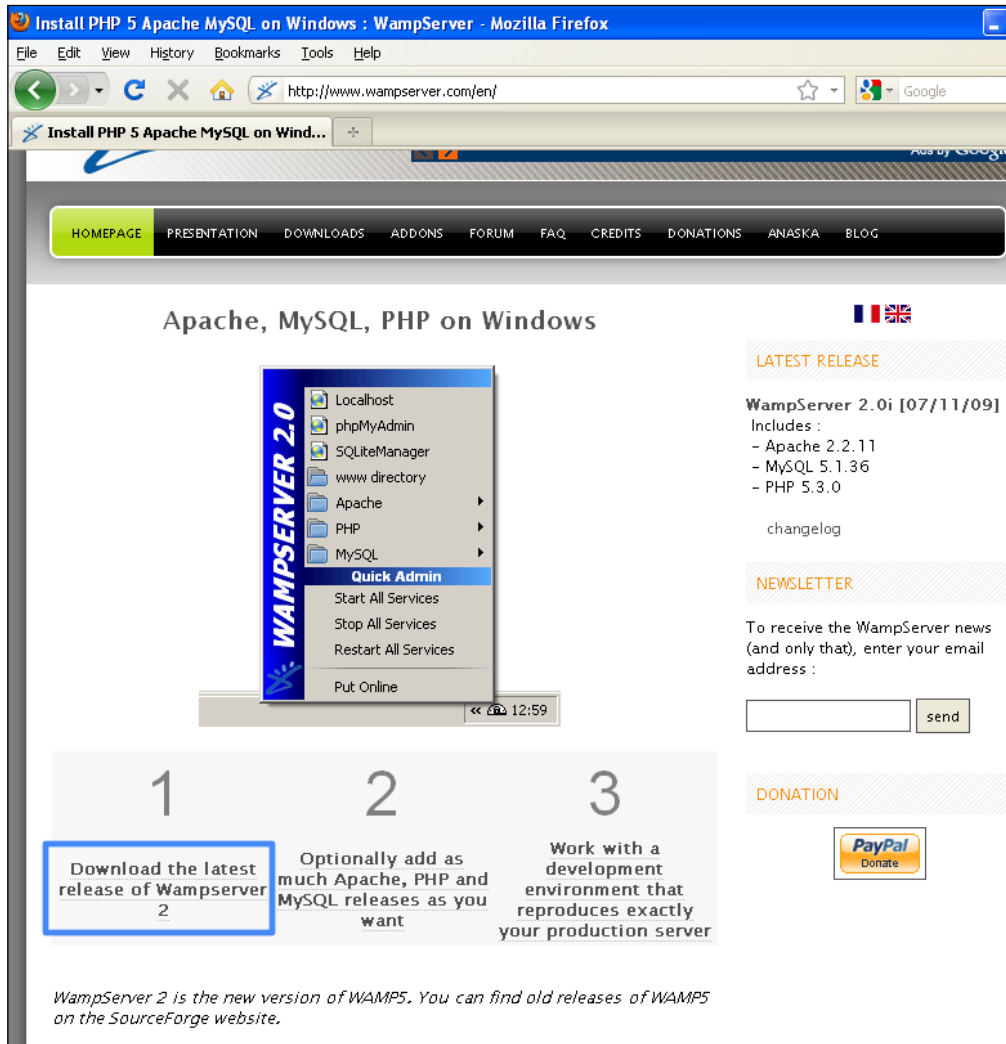 Install PHP 5 Apache MySQL on Windows : WampServer - Mozilla Firefox
File Edit View History Bookmarks Tools Help
http://www.wampserver.com/en/
Google
Install PHP 5 Apache MySQL on Wind...
Ads by Google
HOMEPAGE PRESENTATION DOWNLOADS ADDONS FORUM FAQ CREDITS DONATIONS ANASKA BLOG
Apache, MySQL, PHP on Windows
WAMPSERVER 2.0
Localhost
phpMyAdmin
SQLiteManager
www directory
Apache
PHP
MySQL
Quick Admin
Start All Services
Stop All Services
Restart All Services
Put Online
« 12:59
1
Download the latest
release of Wampserver
2
2
Optionally add as
much Apache, PHP and
MySQL releases as you
want
3
Work with a
development
environment that
reproduces exactly
your production server
WampServer 2 is the new version of WAMP5. You can find old releases of WAMP5
on the SourceForge website.
LATEST RELEASE
WampServer 2.0i [07/11/09]
Includes :
- Apache 2.2.11
- MySQL 5.1.36
- PHP 5.3.0
changelog
NEWSLETTER
To receive the WampServer news
(and only that), enter your email
address :
send
DONATION
PayPal
Donate